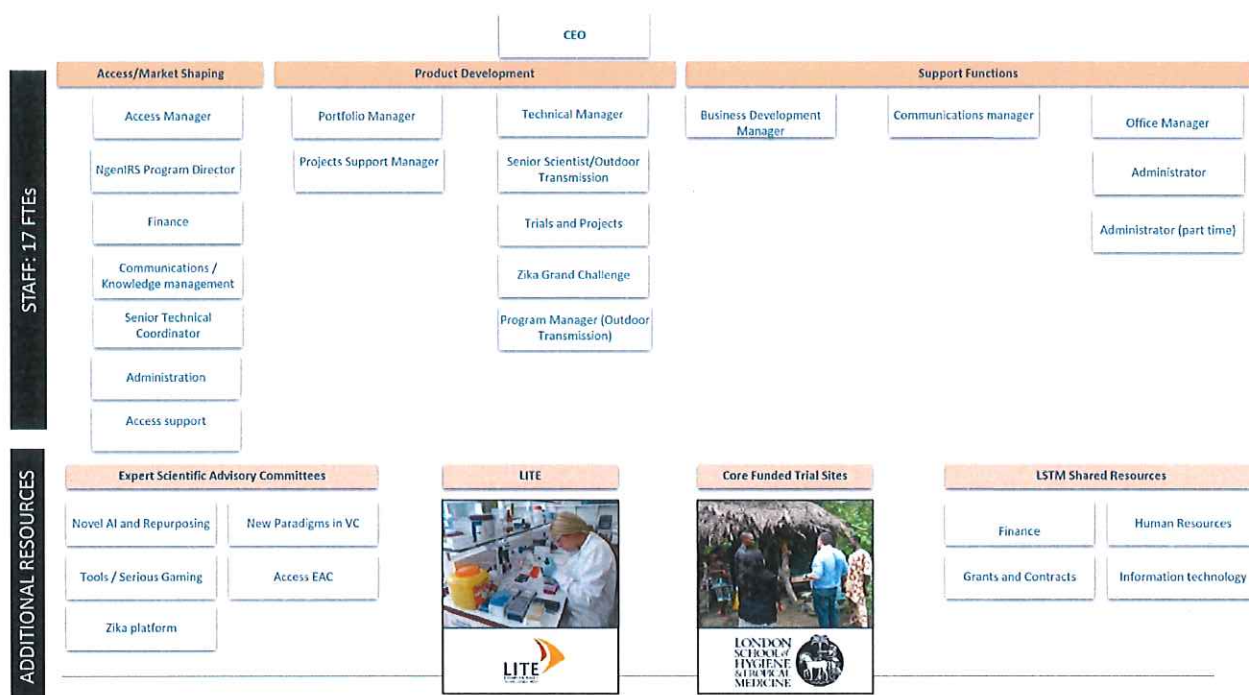 CEO
Access/Market Shaping
Product Development
Support Functions
STAFF: 17 FTEs
Access Manager
NgenIRS Program Director
Finance
Communications /
Knowledge management
Senior Technical
Coordinator
Administration
Access support
Portfolio Manager
Projects Support Manager
Technical Manager
Senior Scientist/Outdoor
Transmission
Trials and Projects
Zika Grand Challenge
Program Manager (Outdoor
Transmission)
Business Development
Manager
Communications manager
Office Manager
Administrator
Administrator (part time)
ADDITIONAL RESOURCES
Expert Scientific Advisory Committees
Novel AI and Repurposing
New Paradigms in VC
Tools / Serious Gaming
Access EAC
Zika platform
LITE
LITE
Core Funded Trial Sites
LONDON
SCHOOL of
HYGIENE
& TROPICAL
MEDICINE
LSTM Shared Resources
Finance
Human Resources
Grants and Contracts
Information technology